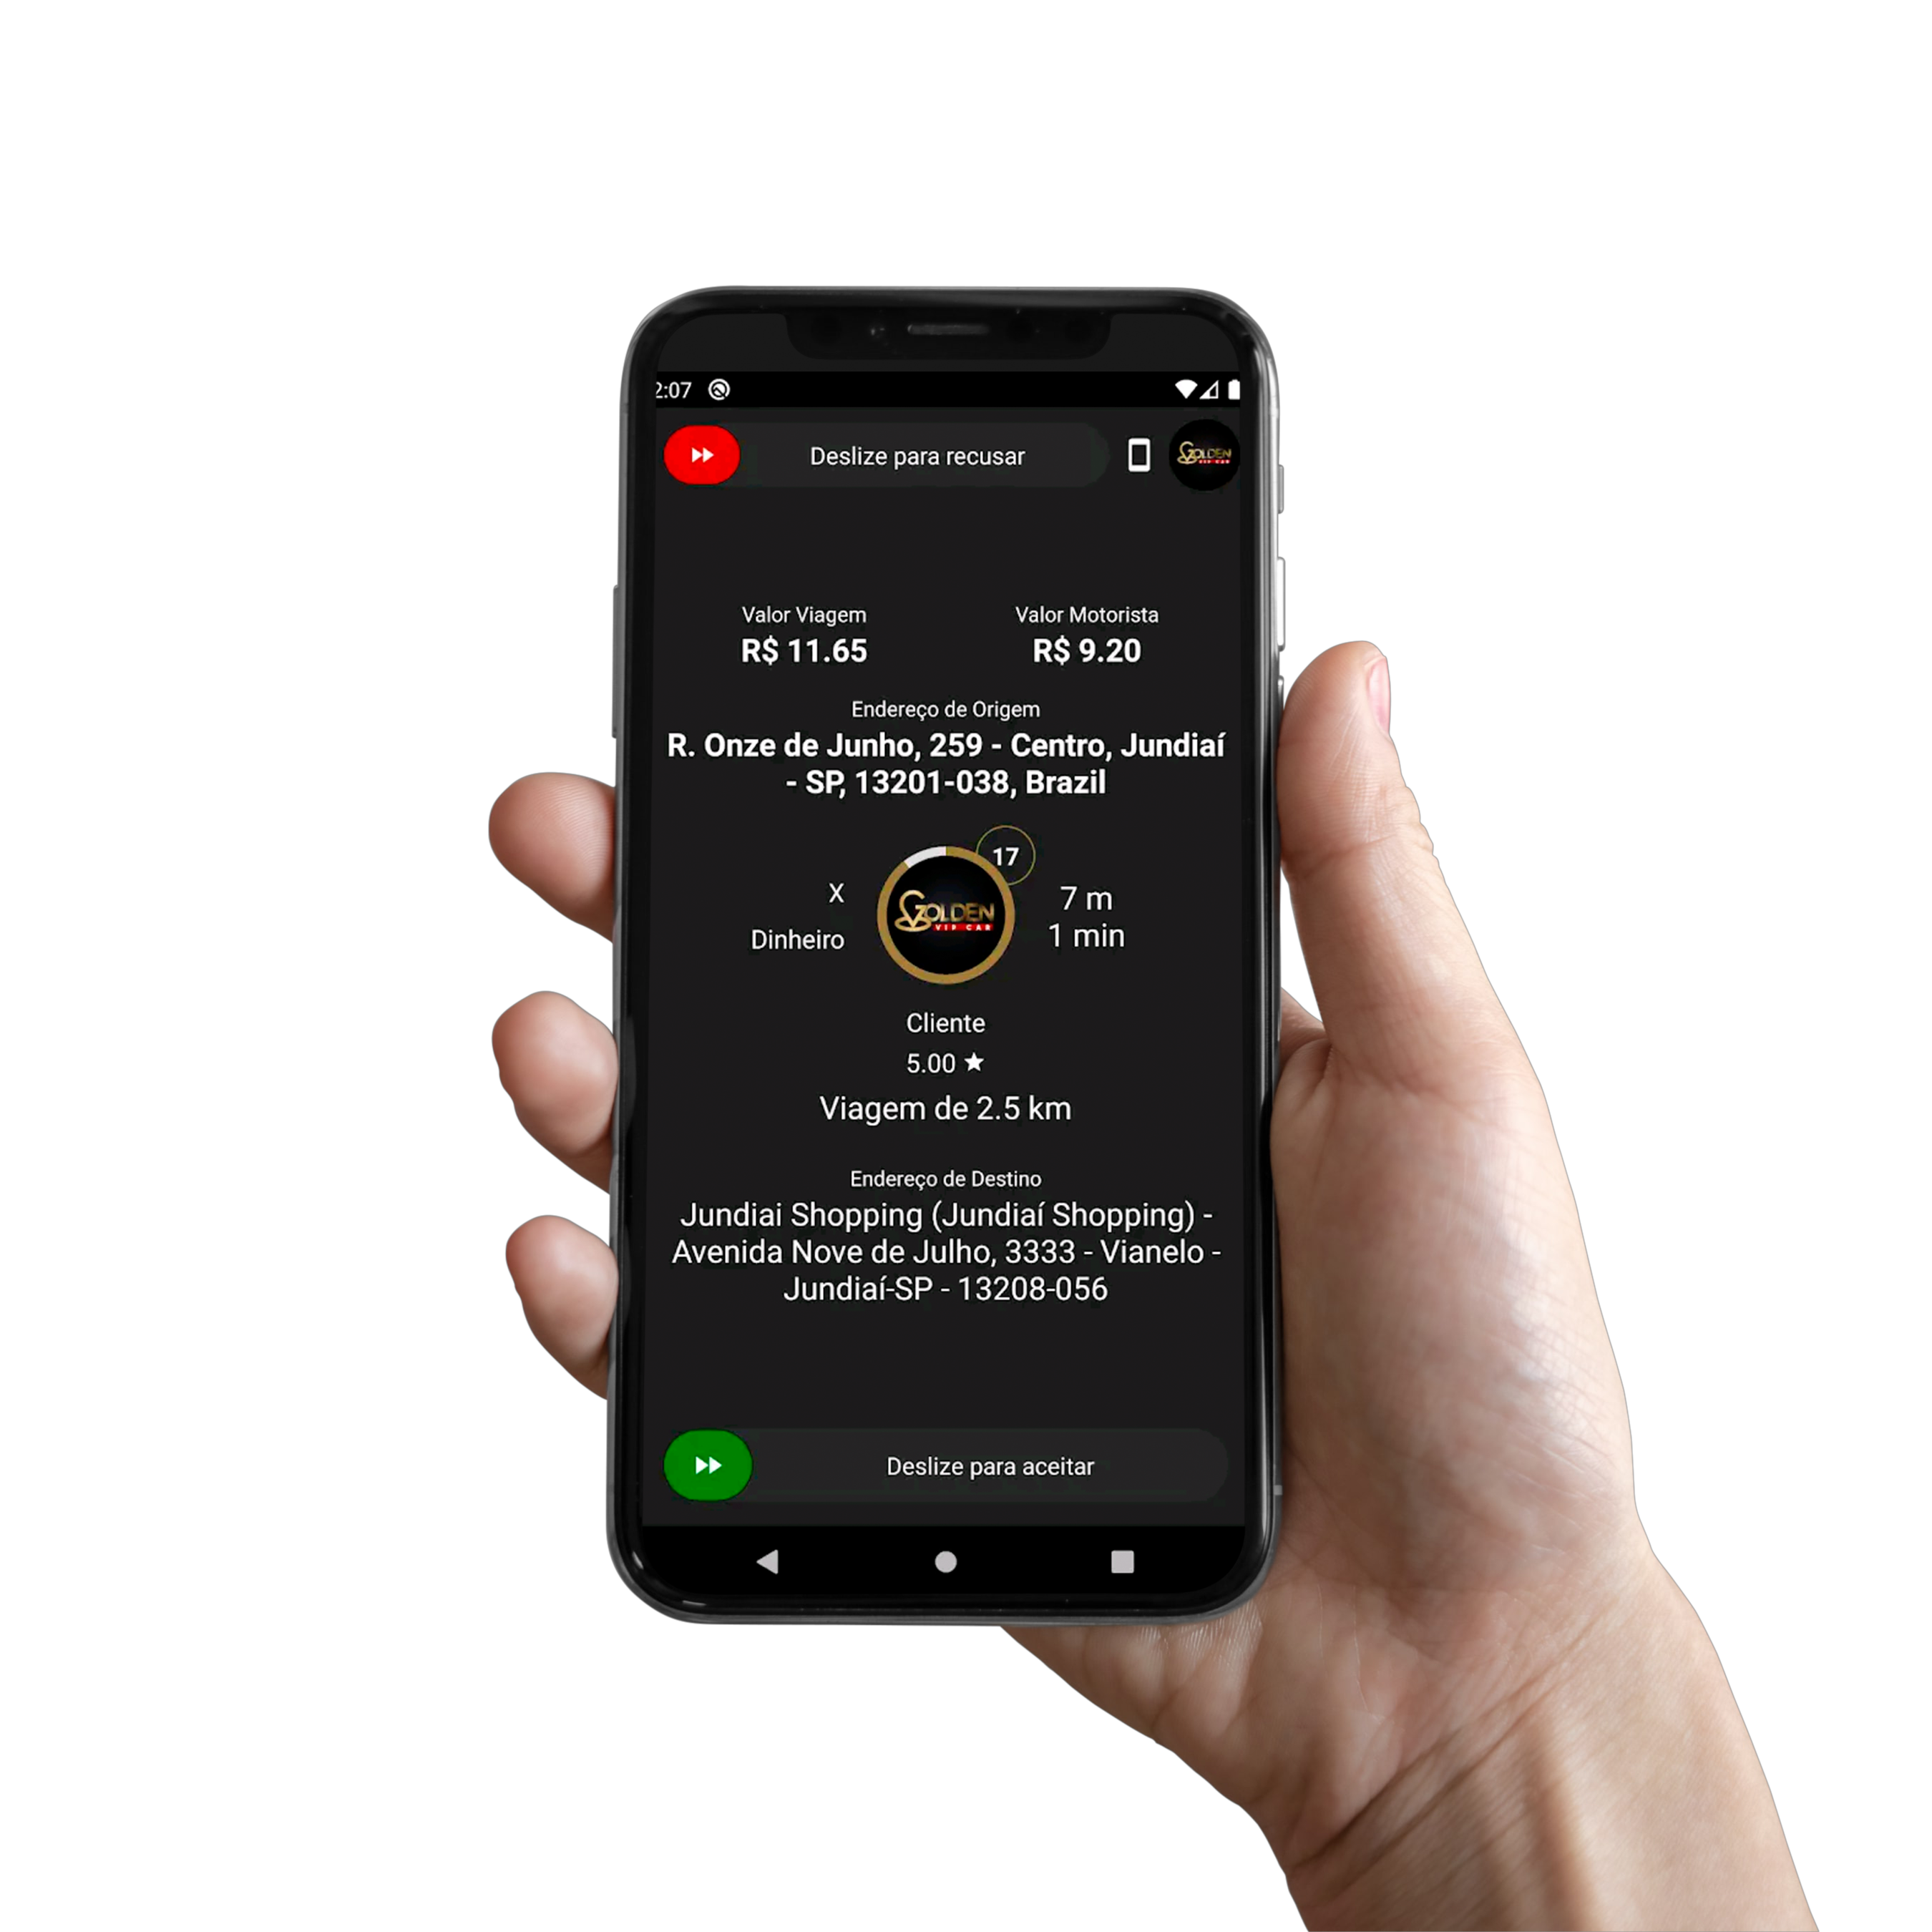 2:07
Deslize para recusar
GOLDEN
VIP CAR
Valor Viagem
Valor Motorista
R$ 11.65
R$ 9.20
Endereço de Origem
R. Onze de Junho, 259 - Centro, Jundiaí
- SP, 13201-038, Brazil
17
X
Dinheiro
GOLDEN
VIP CAR
7 m
1 min
Cliente
5.00 ★
Viagem de 2.5 km
Endereço de Destino
Jundiai Shopping (Jundiaí Shopping) -
Avenida Nove de Julho, 3333 - Vianelo -
Jundiaí-SP - 13208-056
Deslize para aceitar